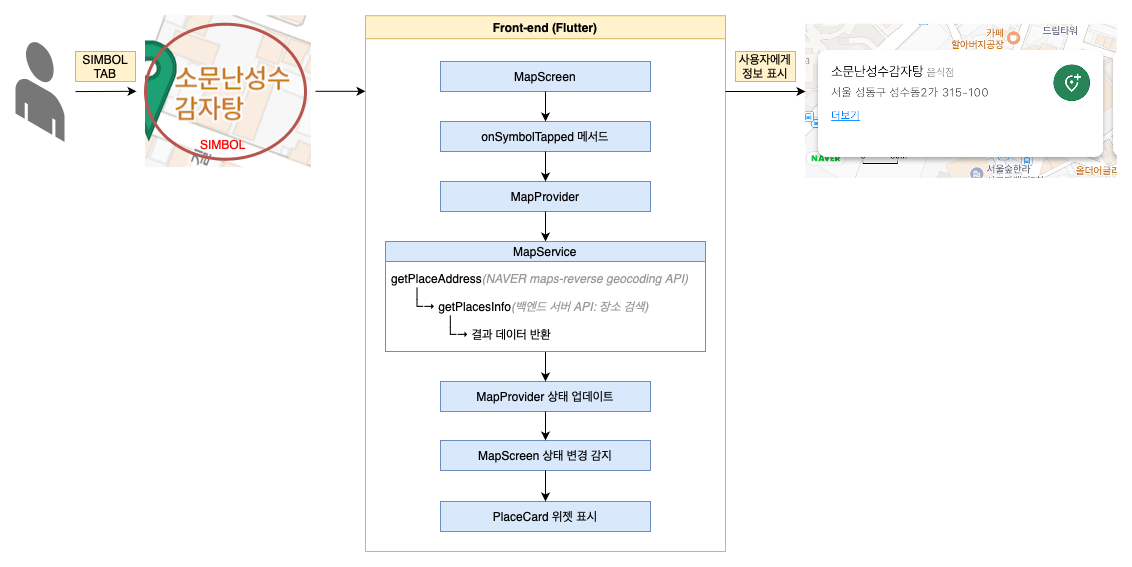 SIMBOL
TAB
소문난성수
감자탕
SIMBOL
Front-end (Flutter)
MapScreen
onSymbolTapped 메서드
MapProvider
MapService
getPlaceAddress(NAVER maps-reverse geocoding API)
getPlacesInfo(백엔드 서버 API: 장소 검색)
결과 데이터 반환
MapProvider 상태 업데이트
MapScreen 상태 변경 감지
PlaceCard 위젯 표시
사용자에게
정보 표시
카페
할아버지공장
드림타워
소문난성수감자탕 음식점
서울 성동구 성수동2가 315-100
더보기
NAVER
서울숲한라
올더어글리